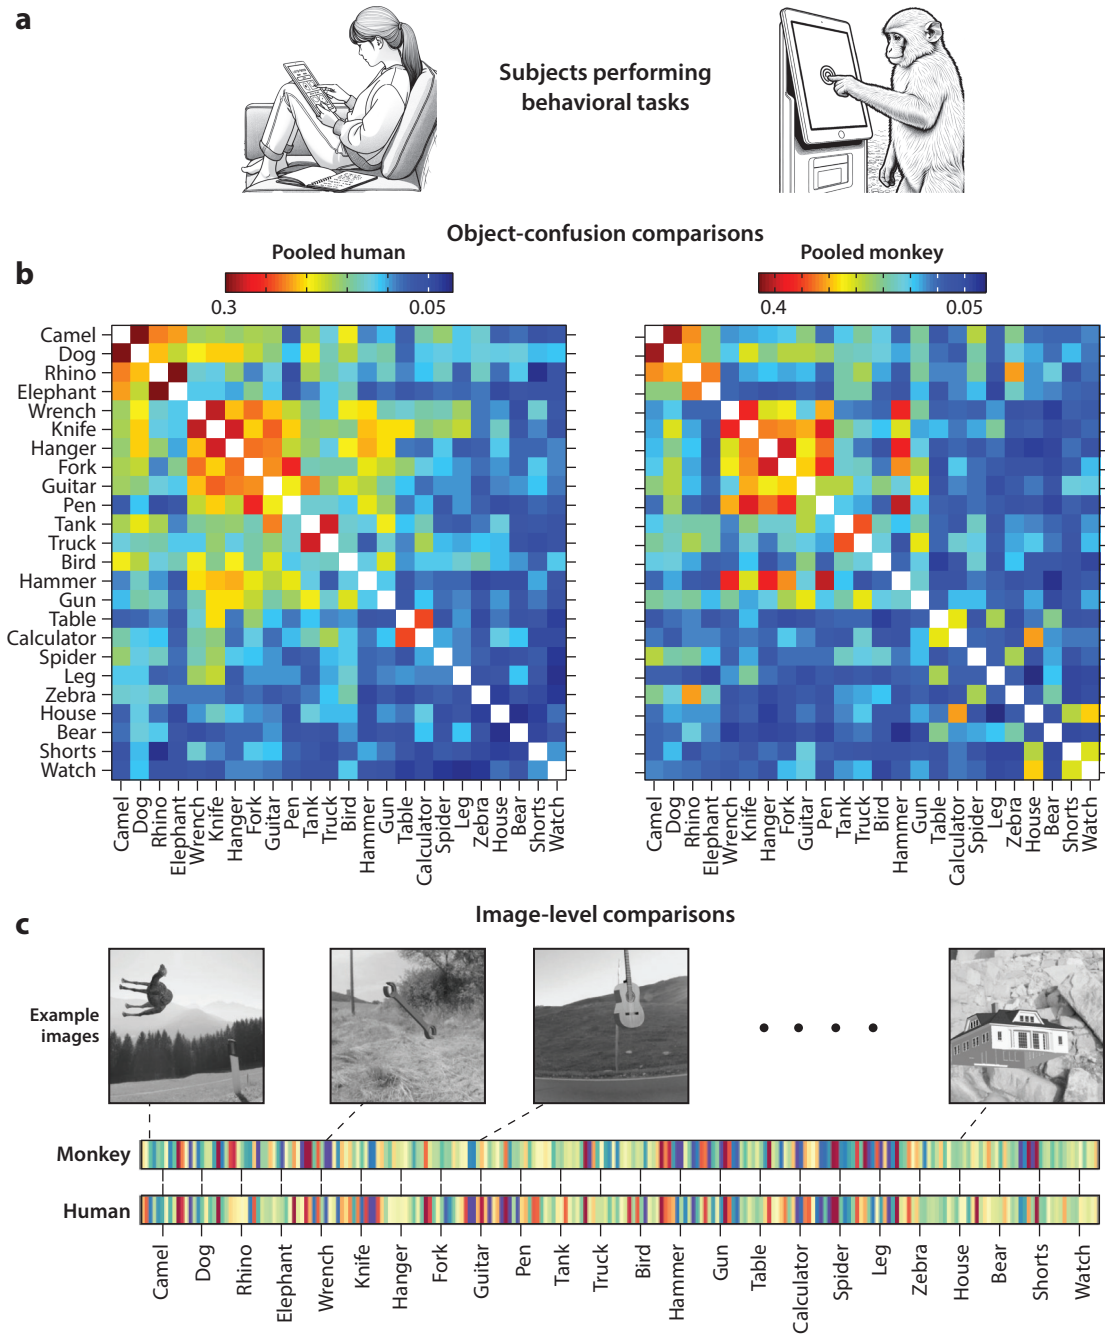 a
Subjects performing
behavioral tasks
Object-confusion comparisons
b
Pooled human
Pooled monkey
0.3
0.05
0.4
0.05
Camel
Dog
Rhino
Elephant
Wrench
Knife
Hanger
Fork
Guitar
Pen
Tank
Truck
Bird
Hammer
Gun
Table
Calculator
Spider
Leg
Zebra
House
Bear
Shorts
Watch
Camel
Dog
Rhino
Elephant
Wrench
Knife
Hanger
Fork
Guitar
Pen
Tank
Truck
Bird
Hammer
Gun
Table
Calculator
Spider
Leg
Zebra
House
Bear
Shorts
Watch
Camel
Dog
Rhino
Elephant
Wrench
Knife
Hanger
Fork
Guitar
Pen
Tank
Truck
Bird
Hammer
Gun
Table
Calculator
Spider
Leg
Zebra
House
Bear
Shorts
Watch
Image-level comparisons
c
Example
images
Monkey
Human
Camel
Dog
Rhino
Elephant
Wrench
Knife
Hanger
Fork
Guitar
Pen
Tank
Truck
Bird
Hammer
Gun
Table
Calculator
Spider
Leg
Zebra
House
Bear
Shorts
Watch